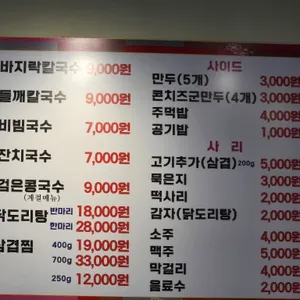 바지락칼국수 9,000원
들깨칼국수 9,000원
비빔국수 7,000원
잔치국수 7,000원
검은콩국수 9,000원
(계절메뉴)
닭도리탕 반마리 18,000원
한마리 28,000원
삼겹찜 400g 19,000원
700g 33,000원
250g 12,000원
사이드
만두(5개) 3,000원
콘치즈군만두(4개) 3,000원
주먹밥 4,000원
공기밥 1,000원
사 리
고기추가(삼겹) 200g 5,000원
묵은지 3,000원
떡사리 2,000원
감자(닭도리탕) 2,000원
소주 4,000원
맥주 5,000원
막걸리 4,000원
음료수 2,000원